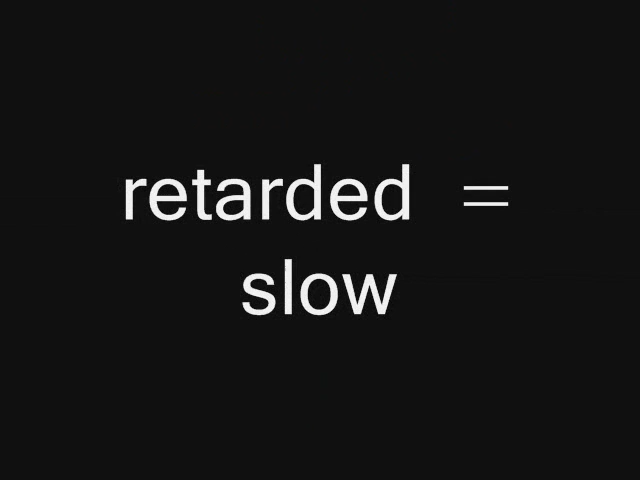 retarded =
slow